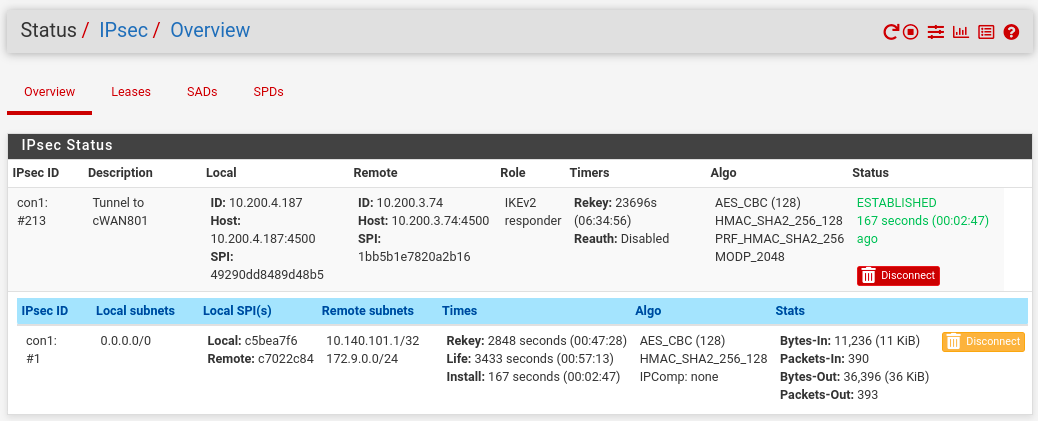 Status / IPsec / Overview
Overview Leases SADs SPDs
IPsec Status
IPsec ID Description Local Remote Role Timers Algo Status
con1: #213
Tunnel to cWAN801
ID: 10.200.4.187
Host:
10.200.4.187:4500
SPI:
49290dd8489d48b5
ID: 10.200.3.74
Host: 10.200.3.74:4500
SPI:
1bb5b1e7820a2b16
IKEv2
responder
Rekey: 23696s
(06:34:56)
Reauth: Disabled
AES_CBC (128)
HMAC_SHA2_256_128
PRF_HMAC_SHA2_256
MODP_2048
ESTABLISHED
167 seconds (00:02:47)
ago
Disconnect
IPsec ID Local subnets Local SPI(s) Remote subnets Times Algo Stats
con1:
#1
0.0.0.0/0
Local: c5bea7f6
Remote: c7022c84
10.140.101.1/32
172.9.0.0/24
Rekey: 2848 seconds (00:47:28)
Life: 3433 seconds (00:57:13)
Install: 167 seconds (00:02:47)
AES_CBC (128)
HMAC_SHA2_256_128
IPComp: none
Bytes-In: 11,236 (11 KiB)
Packets-In: 390
Bytes-Out: 36,396 (36 KiB)
Packets-Out: 393
Disconnect